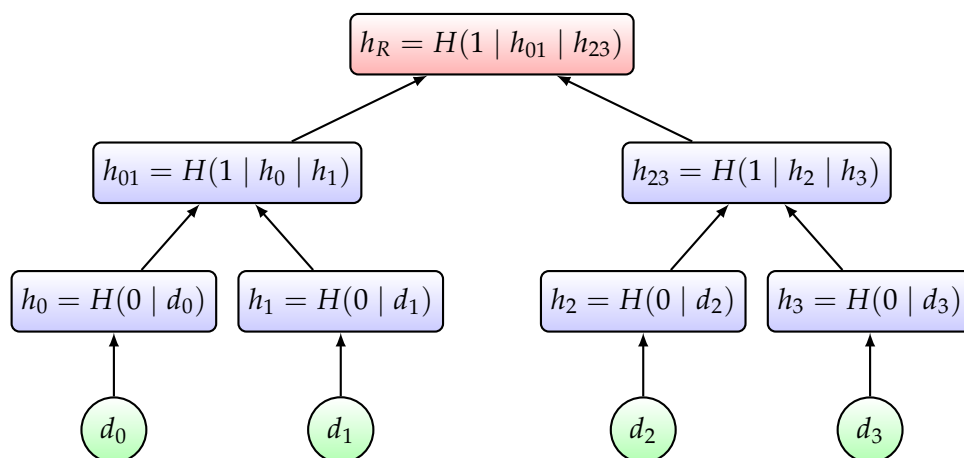 h_R = H(1 | h_01 | h_23)
h_01 = H(1 | h_0 | h_1)
h_23 = H(1 | h_2 | h_3)
h_0 = H(0 | d_0)
h_1 = H(0 | d_1)
h_2 = H(0 | d_2)
h_3 = H(0 | d_3)
d_0
d_1
d_2
d_3